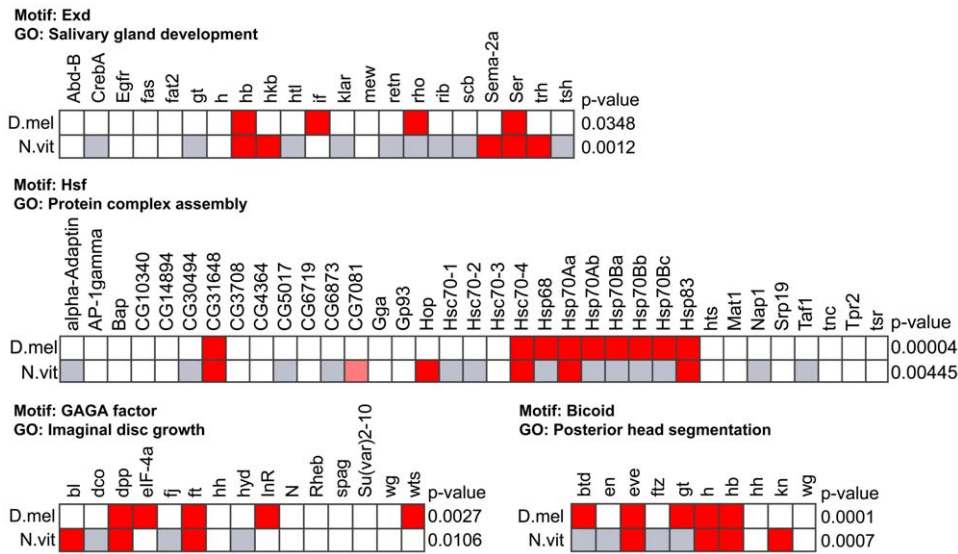 Motif: Exd
GO: Salivary gland development
Abd-B CrebA Egfr fas fat2 gt h hb hkb htl if klar mew retn rho rib scb Sema-2a Ser trh tsh p-value
D.mel 0.0348
N.vit 0.0012
Motif: Hsf
GO: Protein complex assembly
alpha-Adaptin AP-1gamma Bap CG10340 CG14894 CG30494 CG31648 CG3708 CG4364 CG5017 CG6719 CG6873 CG7081 Gga Gp93 Hop Hsc70-1 Hsc70-2 Hsc70-3 Hsc70-4 Hsp68 Hsp70Aa Hsp70Ab Hsp70Ba Hsp70Bb Hsp70Bc Hsp83 hts Mat1 Nap1 Srp19 Taf1 tnc Tpr2 tsr p-value
D.mel 0.00004
N.vit 0.00445
Motif: GAGA factor
GO: Imaginal disc growth
bl dco dpp eIF-4a fj ft hh hyd InR N Rheb spag Su(var)2-10 wg wts p-value
D.mel 0.0027
N.vit 0.0106
Motif: Bicoid
GO: Posterior head segmentation
btd en eve ftz gt h hb hh kn wg p-value
D.mel 0.0001
N.vit 0.0007